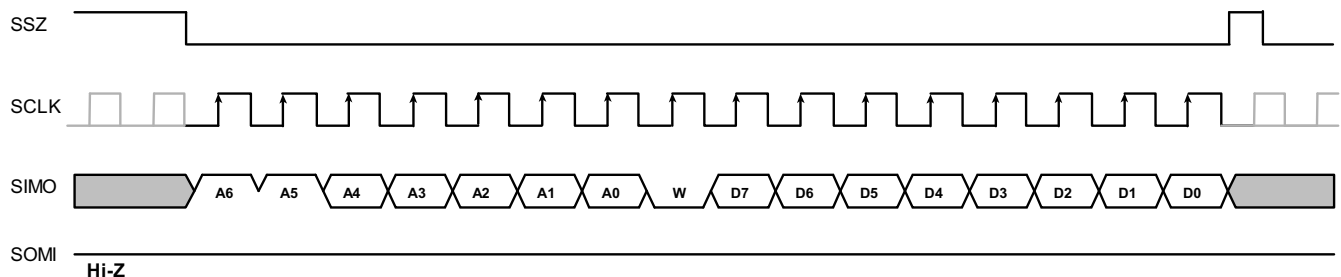 SSZ
SCLK
SIMO A6 A5 A4 A3 A2 A1 A0 W D7 D6 D5 D4 D3 D2 D1 D0
SOMI
Hi-Z